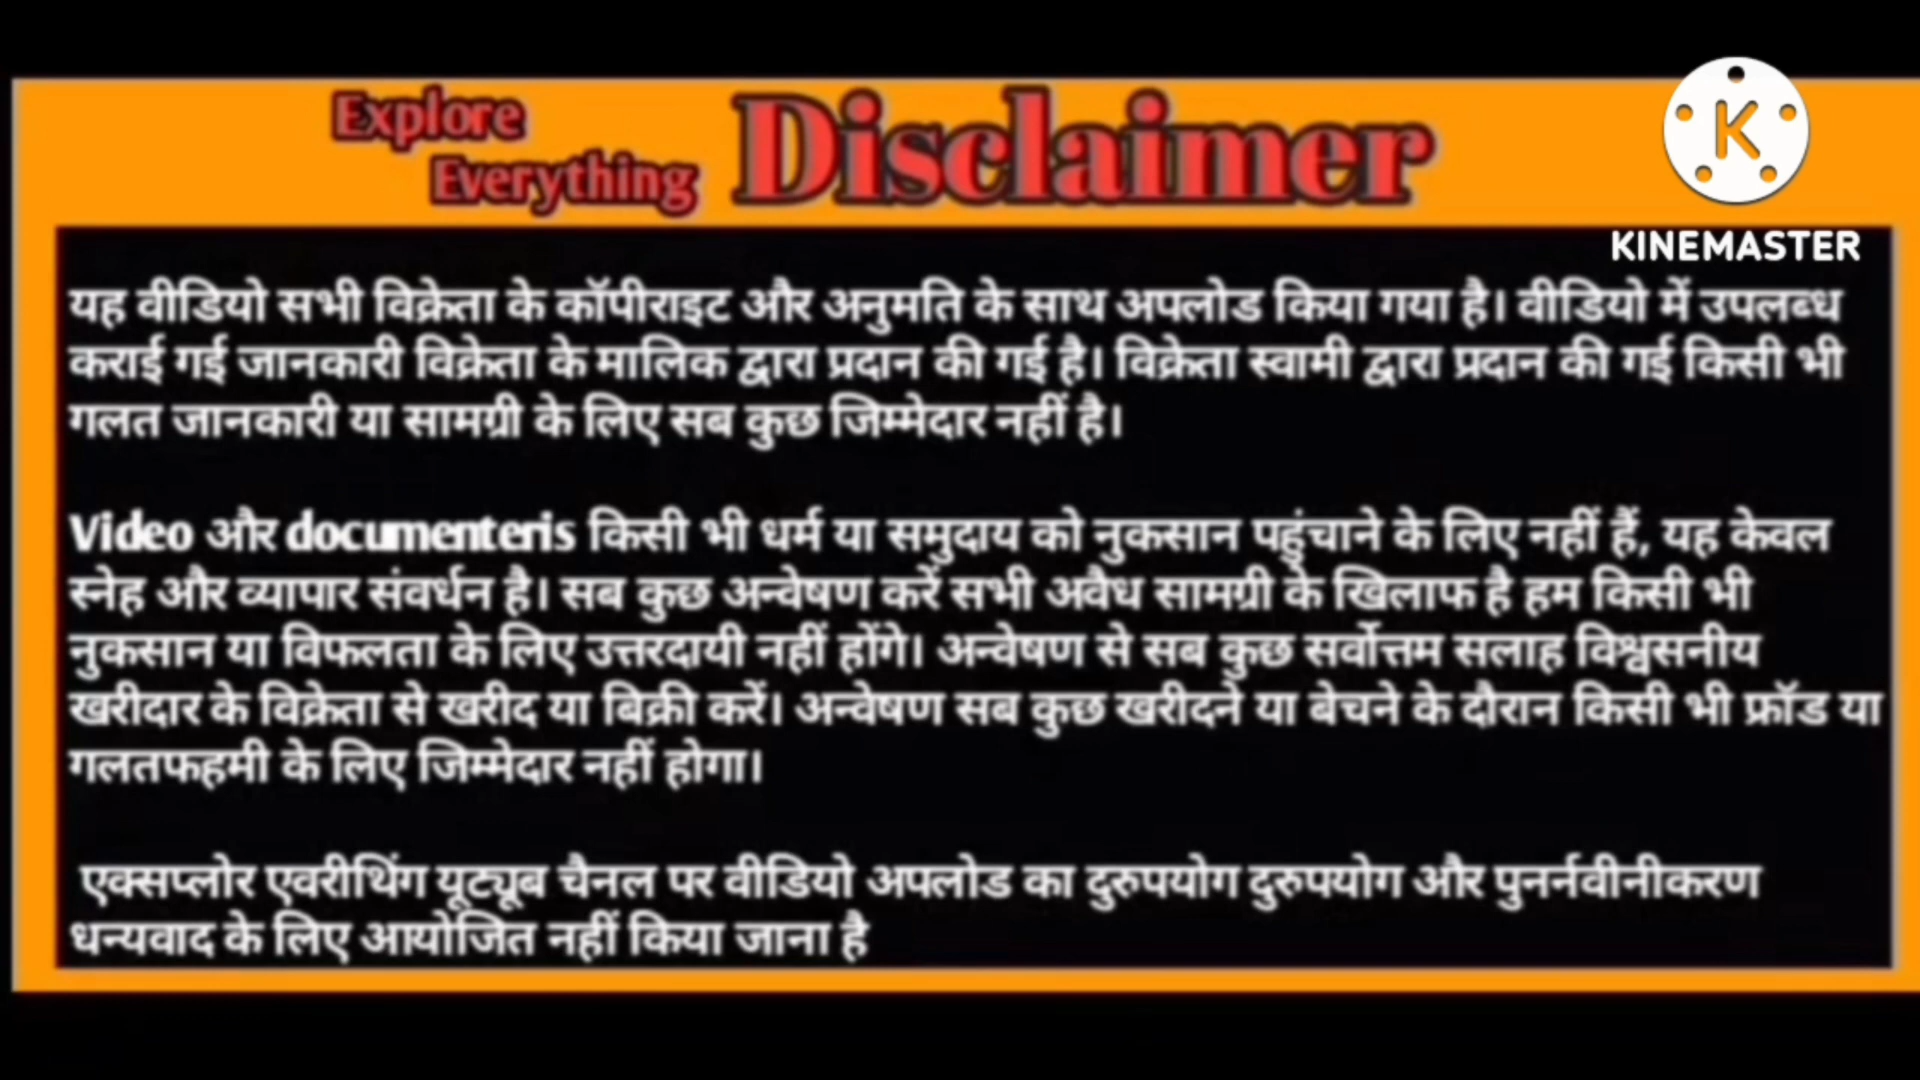 Explore
Everything
Disclaimer
KINEMASTER
यह वीडियो सभी विक्रेता के कॉपीराइट और अनुमति के साथ अपलोड किया गया है। वीडियो में उपलब्ध
कराई गई जानकारी विक्रेता के मालिक द्वारा प्रदान की गई है। विक्रेता स्वामी द्वारा प्रदान की गई किसी भी
गलत जानकारी या सामग्री के लिए सब कुछ जिम्मेदार नहीं है।
Video और documenteris किसी भी धर्म या समुदाय को नुकसान पहुंचाने के लिए नहीं हैं, यह केवल
स्नेह और व्यापार संवर्धन है। सब कुछ अन्वेषण करें सभी अवैध सामग्री के खिलाफ है हम किसी भी
नुकसान या विफलता के लिए उत्तरदायी नहीं होंगे। अन्वेषण से सब कुछ सर्वोत्तम सलाह विश्वसनीय
खरीदार के विक्रेता से खरीद या बिक्री करें। अन्वेषण सब कुछ खरीदने या बेचने के दौरान किसी भी फ्रॉड या
गलतफहमी के लिए जिम्मेदार नहीं होगा।
एक्सप्लोर एवरीथिंग यूट्यूब चैनल पर वीडियो अपलोड का दुरुपयोग दुरुपयोग और पुनर्नवीनीकरण
धन्यवाद के लिए आयोजित नहीं किया जाना है